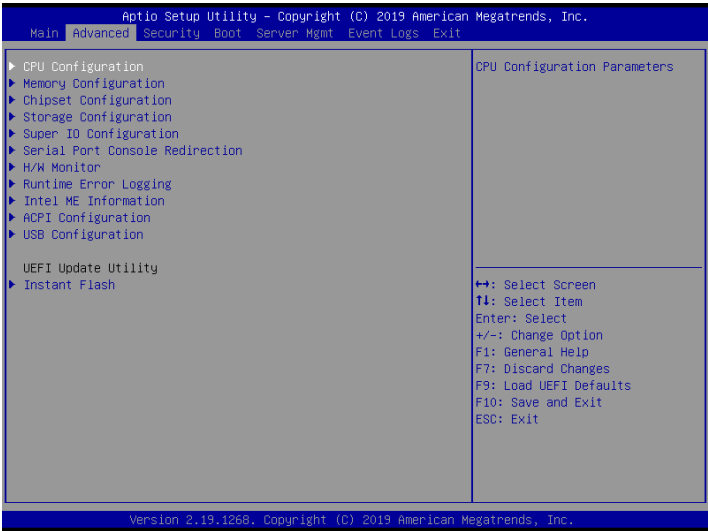 Aptio Setup Utility – Copyright (C) 2019 American Megatrends, Inc.
Main Advanced Security Boot Server Mgmt Event Logs Exit
▶ CPU Configuration
▶ Memory Configuration
▶ Chipset Configuration
▶ Storage Configuration
▶ Super IO Configuration
▶ Serial Port Console Redirection
▶ H/W Monitor
▶ Runtime Error Logging
▶ Intel ME Information
▶ ACPI Configuration
▶ USB Configuration
UEFI Update Utility
▶ Instant Flash
CPU Configuration Parameters
↔: Select Screen
↑↓: Select Item
Enter: Select
+/-: Change Option
F1: General Help
F7: Discard Changes
F9: Load UEFI Defaults
F10: Save and Exit
ESC: Exit
Version 2.19.1268. Copyright (C) 2019 American Megatrends, Inc.